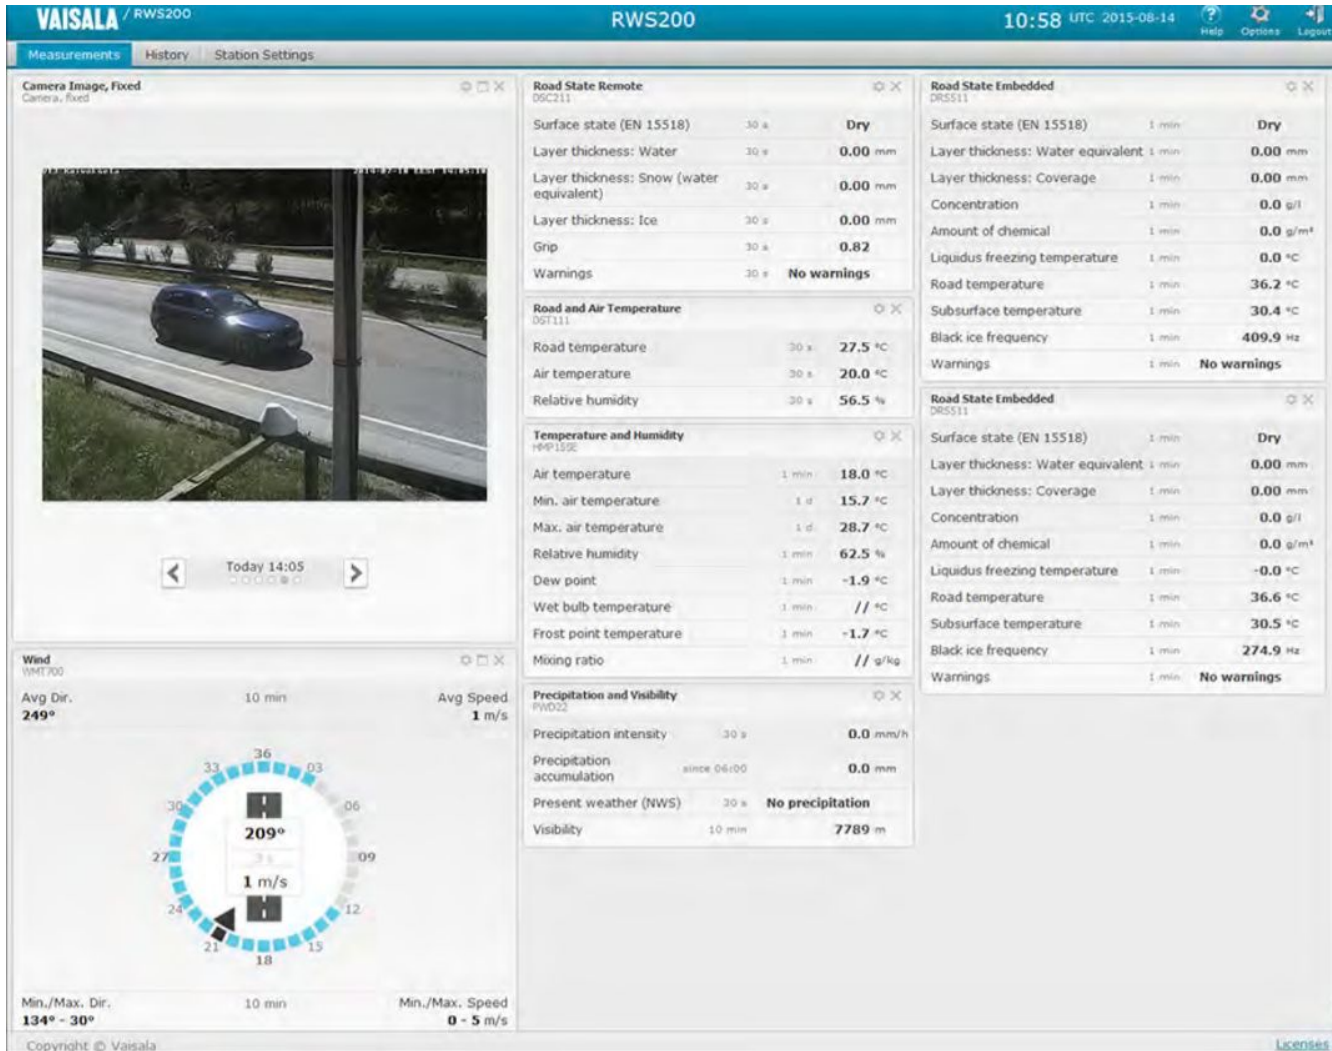 VAISALA / RWS200
RWS200
10:58 UTC 2015-08-14
Help
Options
Logout
Measurements
History
Station Settings
Camera Image, Fixed
Camera, fixed
Today 14:05
Wind
WMT700
Avg Dir. 10 min Avg Speed
249° 1 m/s
36
33 03
30 06
209°
27 3 s 09
1 m/s
24 12
21 15
18
Min./Max. Dir. 10 min Min./Max. Speed
134° - 30° 0 - 5 m/s
Road State Remote
DSC211
Surface state (EN 15518) 30 s Dry
Layer thickness: Water 30 s 0.00 mm
Layer thickness: Snow (water
equivalent) 30 s 0.00 mm
Layer thickness: Ice 30 s 0.00 mm
Grip 30 s 0.82
Warnings 30 s No warnings
Road and Air Temperature
DST111
Road temperature 30 s 27.5 °C
Air temperature 30 s 20.0 °C
Relative humidity 30 s 56.5 %
Temperature and Humidity
HMP155E
Air temperature 1 min 18.0 °C
Min. air temperature 1 d 15.7 °C
Max. air temperature 1 d 28.7 °C
Relative humidity 1 min 62.5 %
Dew point 1 min -1.9 °C
Wet bulb temperature 1 min // °C
Frost point temperature 1 min -1.7 °C
Mixing ratio 1 min // g/kg
Precipitation and Visibility
PWD22
Precipitation intensity 30 s 0.0 mm/h
Precipitation
accumulation since 06:00 0.0 mm
Present weather (NWS) 30 s No precipitation
Visibility 10 min 7789 m
Road State Embedded
DRS511
Surface state (EN 15518) 1 min Dry
Layer thickness: Water equivalent 1 min 0.00 mm
Layer thickness: Coverage 1 min 0.00 mm
Concentration 1 min 0.0 g/l
Amount of chemical 1 min 0.0 g/m²
Liquidus freezing temperature 1 min 0.0 °C
Road temperature 1 min 36.2 °C
Subsurface temperature 1 min 30.4 °C
Black ice frequency 1 min 409.9 Hz
Warnings 1 min No warnings
Road State Embedded
DRS511
Surface state (EN 15518) 1 min Dry
Layer thickness: Water equivalent 1 min 0.00 mm
Layer thickness: Coverage 1 min 0.00 mm
Concentration 1 min 0.0 g/l
Amount of chemical 1 min 0.0 g/m²
Liquidus freezing temperature 1 min -0.0 °C
Road temperature 1 min 36.6 °C
Subsurface temperature 1 min 30.5 °C
Black ice frequency 1 min 274.9 Hz
Warnings 1 min No warnings
Copyright © Vaisala
Licenses